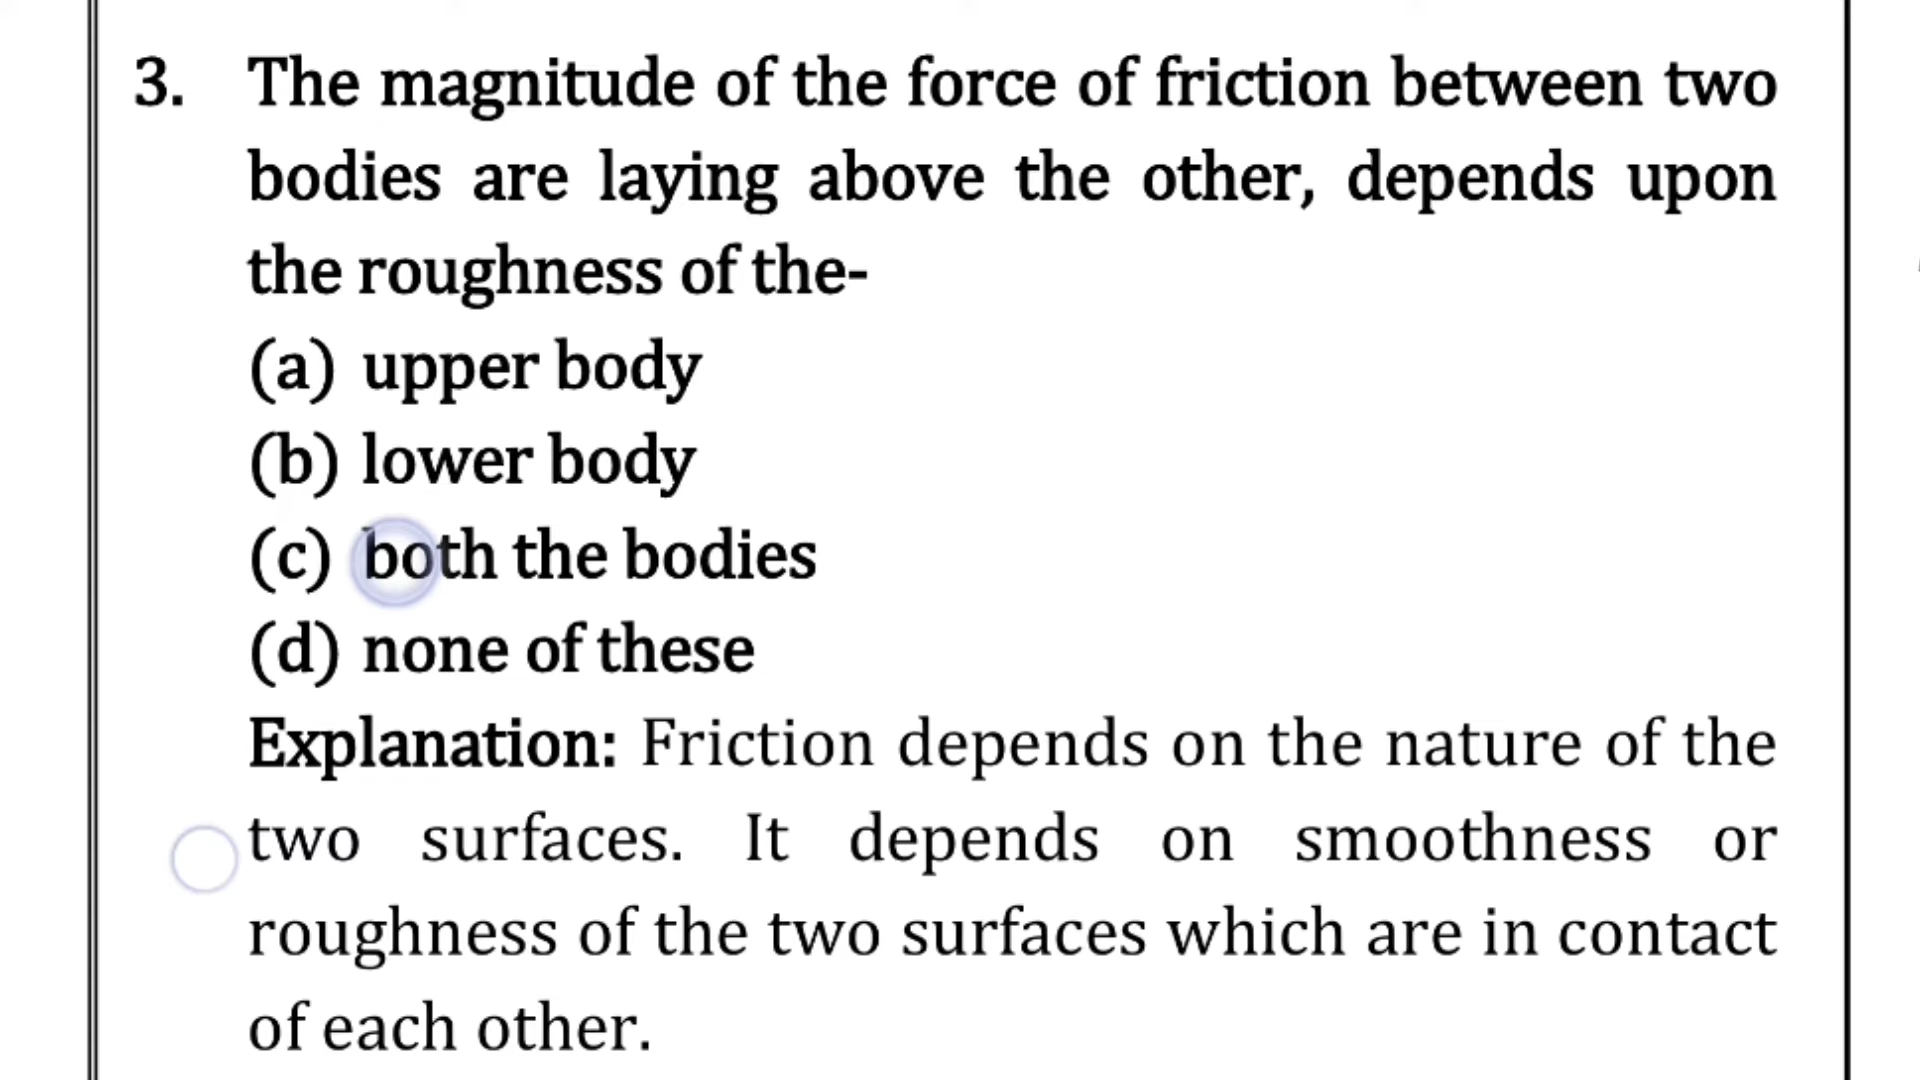 3. The magnitude of the force of friction between two
bodies are laying above the other, depends upon
the roughness of the-
(a) upper body
(b) lower body
(c) both the bodies
(d) none of these
Explanation: Friction depends on the nature of the
two surfaces. It depends on smoothness or
roughness of the two surfaces which are in contact
of each other.